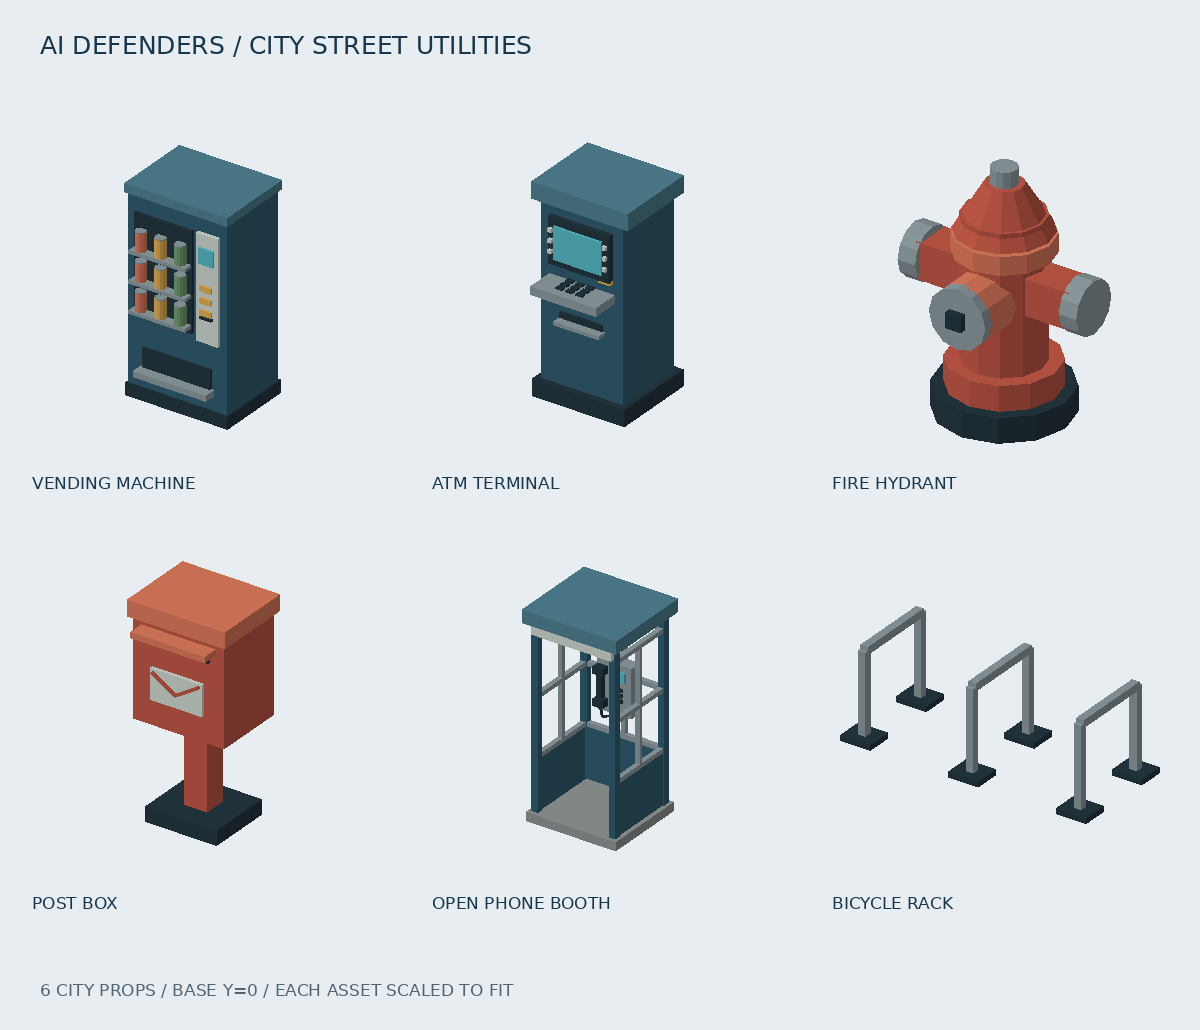 AI DEFENDERS / CITY STREET UTILITIES
VENDING MACHINE
ATM TERMINAL
FIRE HYDRANT
POST BOX
OPEN PHONE BOOTH
BICYCLE RACK
6 CITY PROPS / BASE Y=0 / EACH ASSET SCALED TO FIT